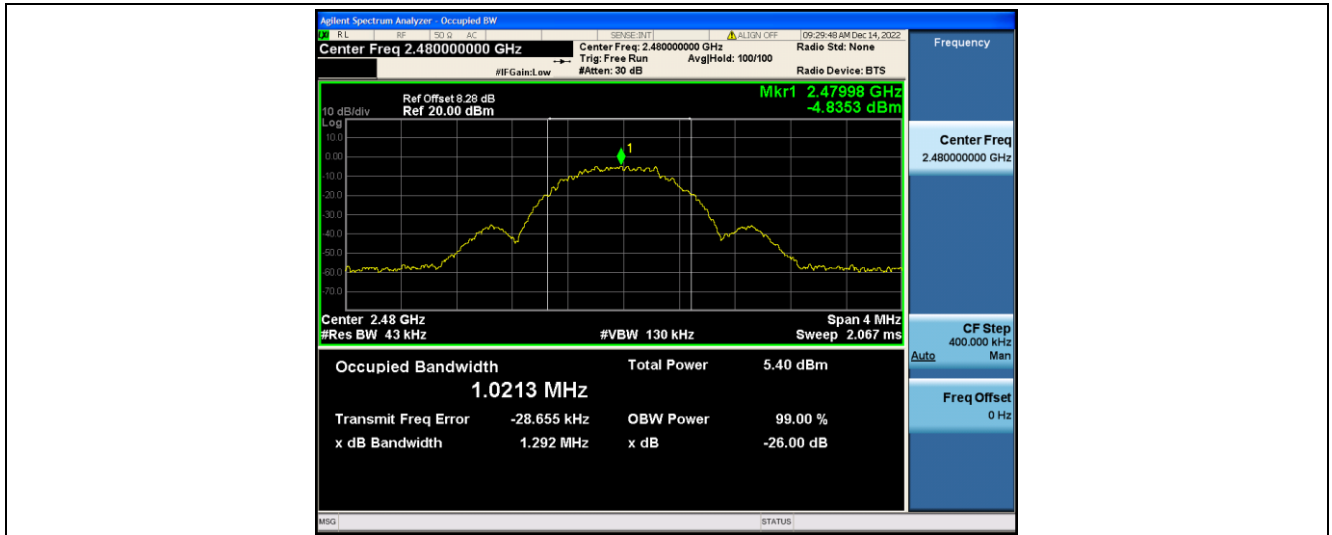 Agilent Spectrum Analyzer - Occupied BW
RL RF 50 Ω AC SENSE:INT ALIGN OFF 09:29:48 AM Dec 14, 2022
Center Freq 2.480000000 GHz Center Freq: 2.480000000 GHz Radio Std: None
Trig: Free Run Avg|Hold: 100/100
#IFGain:Low #Atten: 30 dB Radio Device: BTS
Frequency
Ref Offset 8.28 dB Mkr1 2.47998 GHz
10 dB/div Ref 20.00 dBm -4.8353 dBm
Log
10.0
0.00
-10.0
-20.0
-30.0
-40.0
-50.0
-60.0
-70.0
1
Center Freq
2.480000000 GHz
Center 2.48 GHz Span 4 MHz
#Res BW 43 kHz #VBW 130 kHz Sweep 2.067 ms
CF Step
400.000 kHz
Auto Man
Occupied Bandwidth Total Power 5.40 dBm
1.0213 MHz
Transmit Freq Error -28.655 kHz OBW Power 99.00 %
x dB Bandwidth 1.292 MHz x dB -26.00 dB
Freq Offset
0 Hz
MSG STATUS